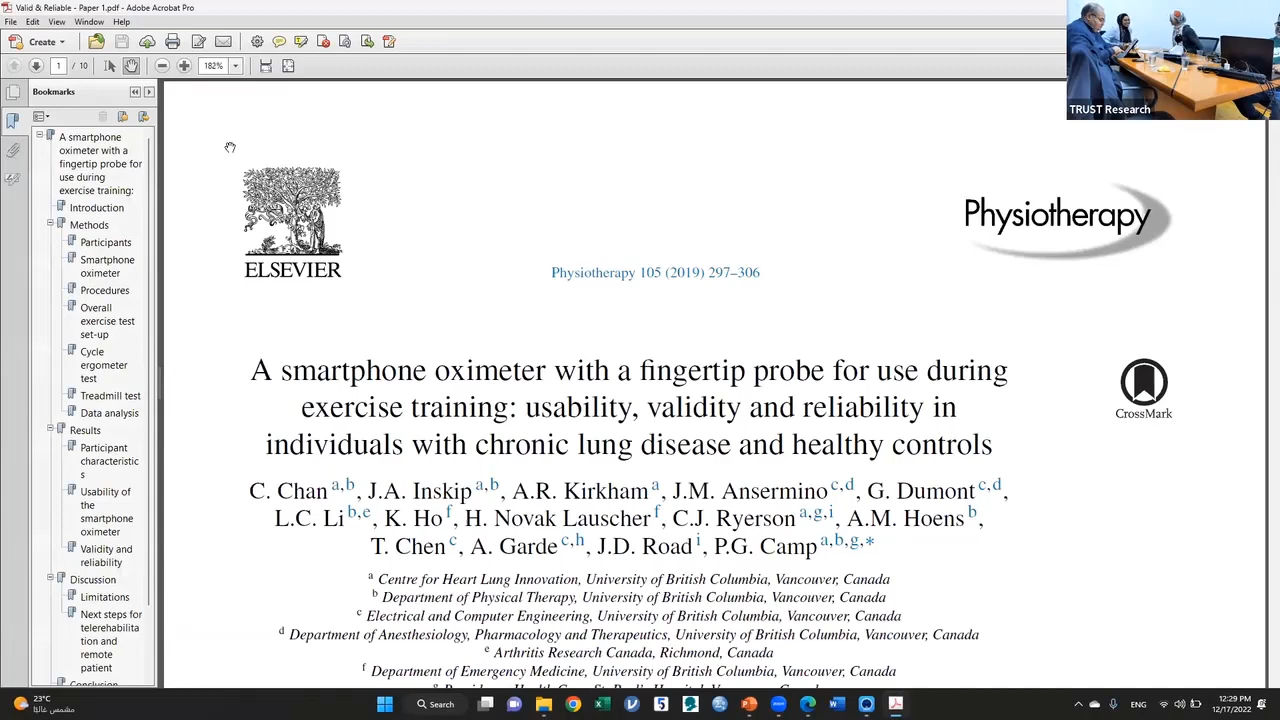 Valid & Reliable - Paper 1.pdf - Adobe Acrobat Pro
File Edit View Window Help
Create
1 / 10
182%
TRUST Research
Bookmarks
A smartphone
oximeter with a
fingertip probe for
use during
exercise training:
Introduction
Methods
Participants
Smartphone
oximeter
Procedures
Overall
exercise test
set-up
Cycle
ergometer
test
Treadmill test
Data analysis
Results
Participant
characteristic
s
Usability of
the
smartphone
oximeter
Validity and
reliability
Discussion
Limitations
Next steps for
telerehabilita
tion and
remote
patient
Conclusion
ELSEVIER
Physiotherapy
Physiotherapy 105 (2019) 297–306
A smartphone oximeter with a fingertip probe for use during
exercise training: usability, validity and reliability in
individuals with chronic lung disease and healthy controls
CrossMark
C. Chan a,b, J.A. Inskip a,b, A.R. Kirkham a, J.M. Ansermino c,d, G. Dumont c,d,
L.C. Li b,e, K. Ho f, H. Novak Lauscher f, C.J. Ryerson a,g,i, A.M. Hoens b,
T. Chen c, A. Garde c,h, J.D. Road i, P.G. Camp a,b,g,*
a Centre for Heart Lung Innovation, University of British Columbia, Vancouver, Canada
b Department of Physical Therapy, University of British Columbia, Vancouver, Canada
c Electrical and Computer Engineering, University of British Columbia, Vancouver, Canada
d Department of Anesthesiology, Pharmacology and Therapeutics, University of British Columbia, Vancouver, Canada
e Arthritis Research Canada, Richmond, Canada
f Department of Emergency Medicine, University of British Columbia, Vancouver, Canada
23°C
مشمس غالبًا
Search
ENG
12:29 PM
12/17/2022